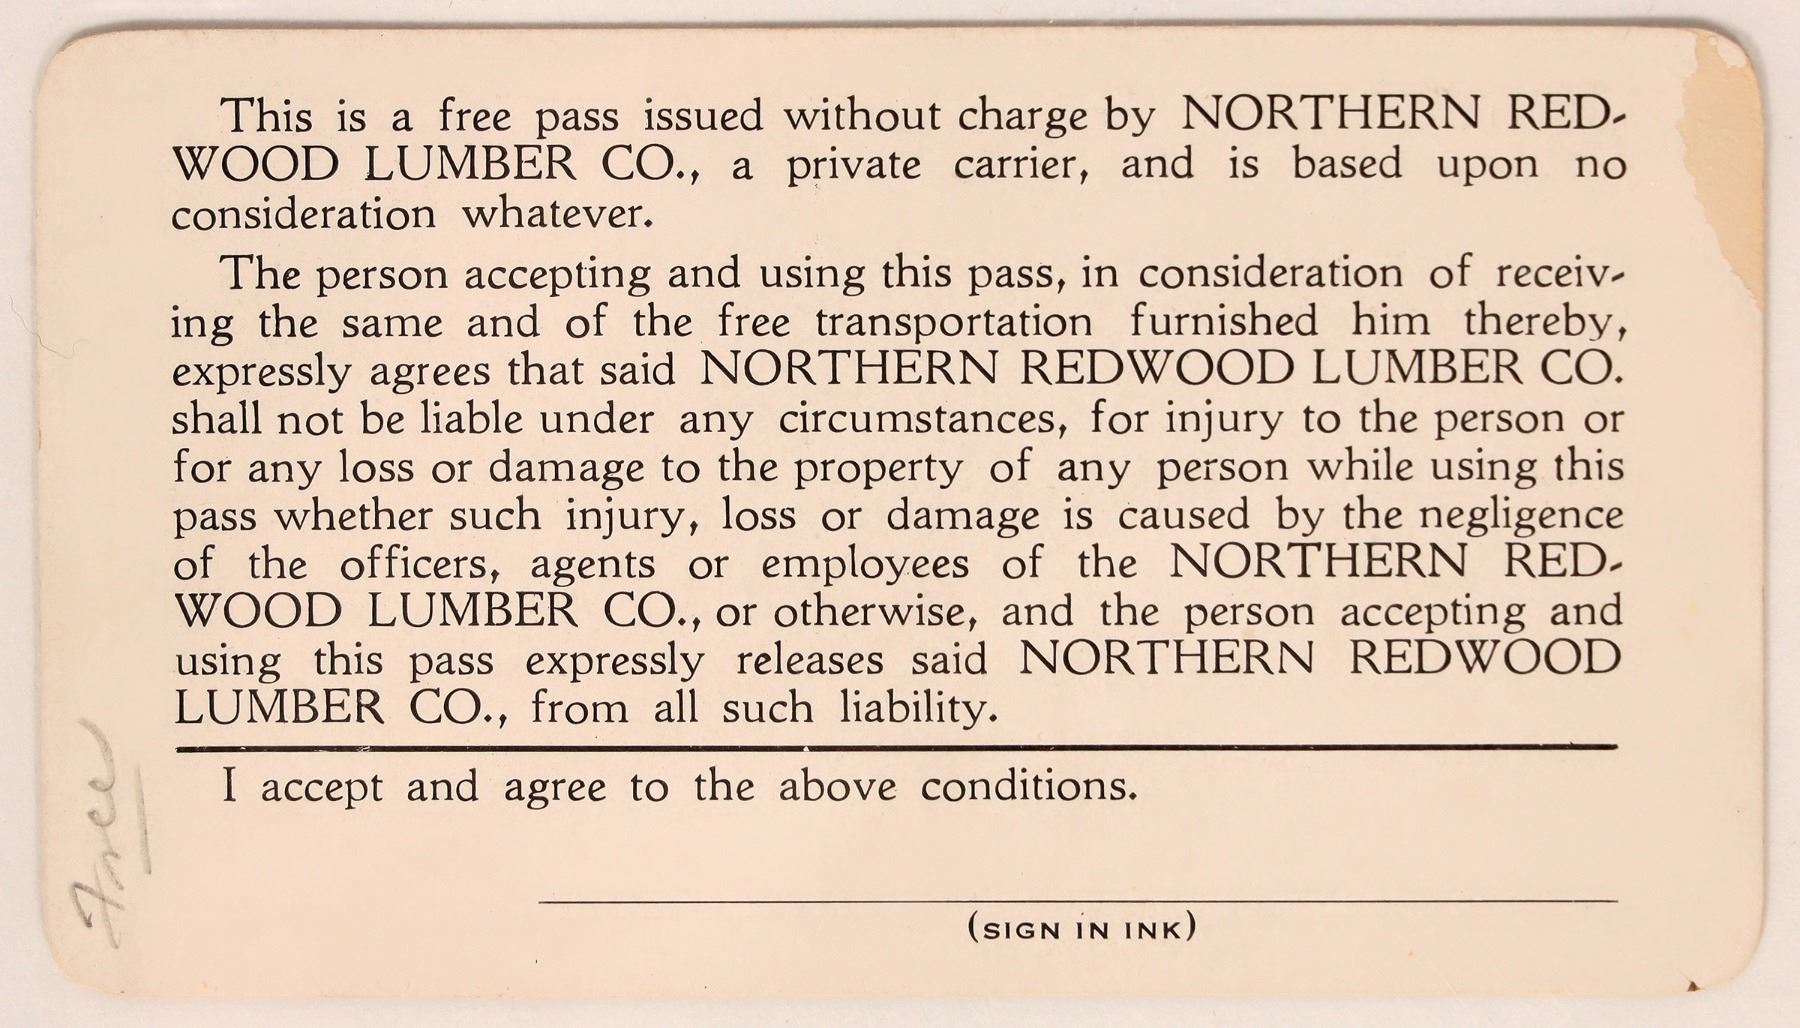 This is a free pass issued without charge by NORTHERN RED-
WOOD LUMBER CO., a private carrier, and is based upon no
consideration whatever.
The person accepting and using this pass, in consideration of receiv-
ing the same and of the free transportation furnished him thereby,
expressly agrees that said NORTHERN REDWOOD LUMBER CO.
shall not be liable under any circumstances, for injury to the person or
for any loss or damage to the property of any person while using this
pass whether such injury, loss or damage is caused by the negligence
of the officers, agents or employees of the NORTHERN RED-
WOOD LUMBER CO., or otherwise, and the person accepting and
using this pass expressly releases said NORTHERN REDWOOD
LUMBER CO., from all such liability.
I accept and agree to the above conditions.
(SIGN IN INK)
Free